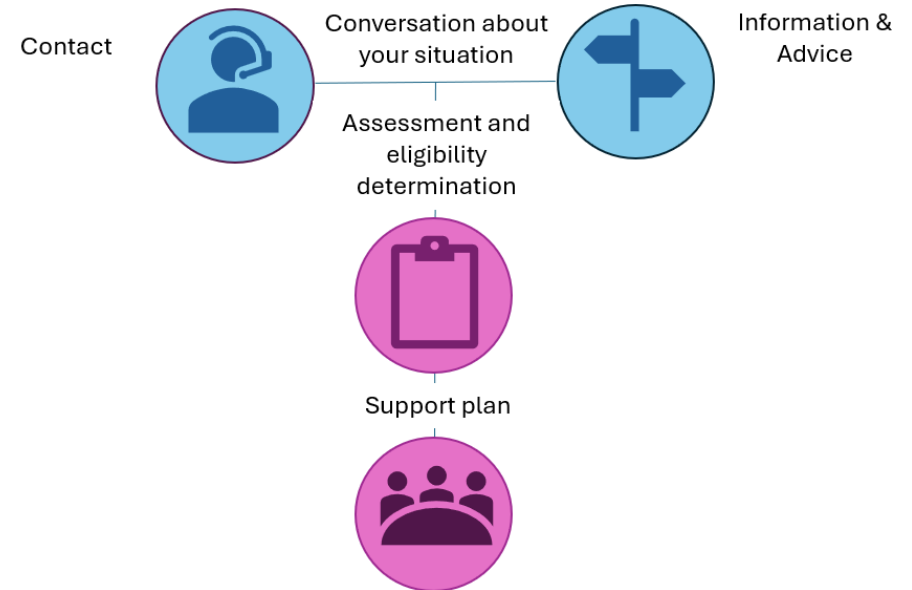 Contact
Conversation about
your situation
Information &
Advice
Assessment and
eligibility
determination
Support plan